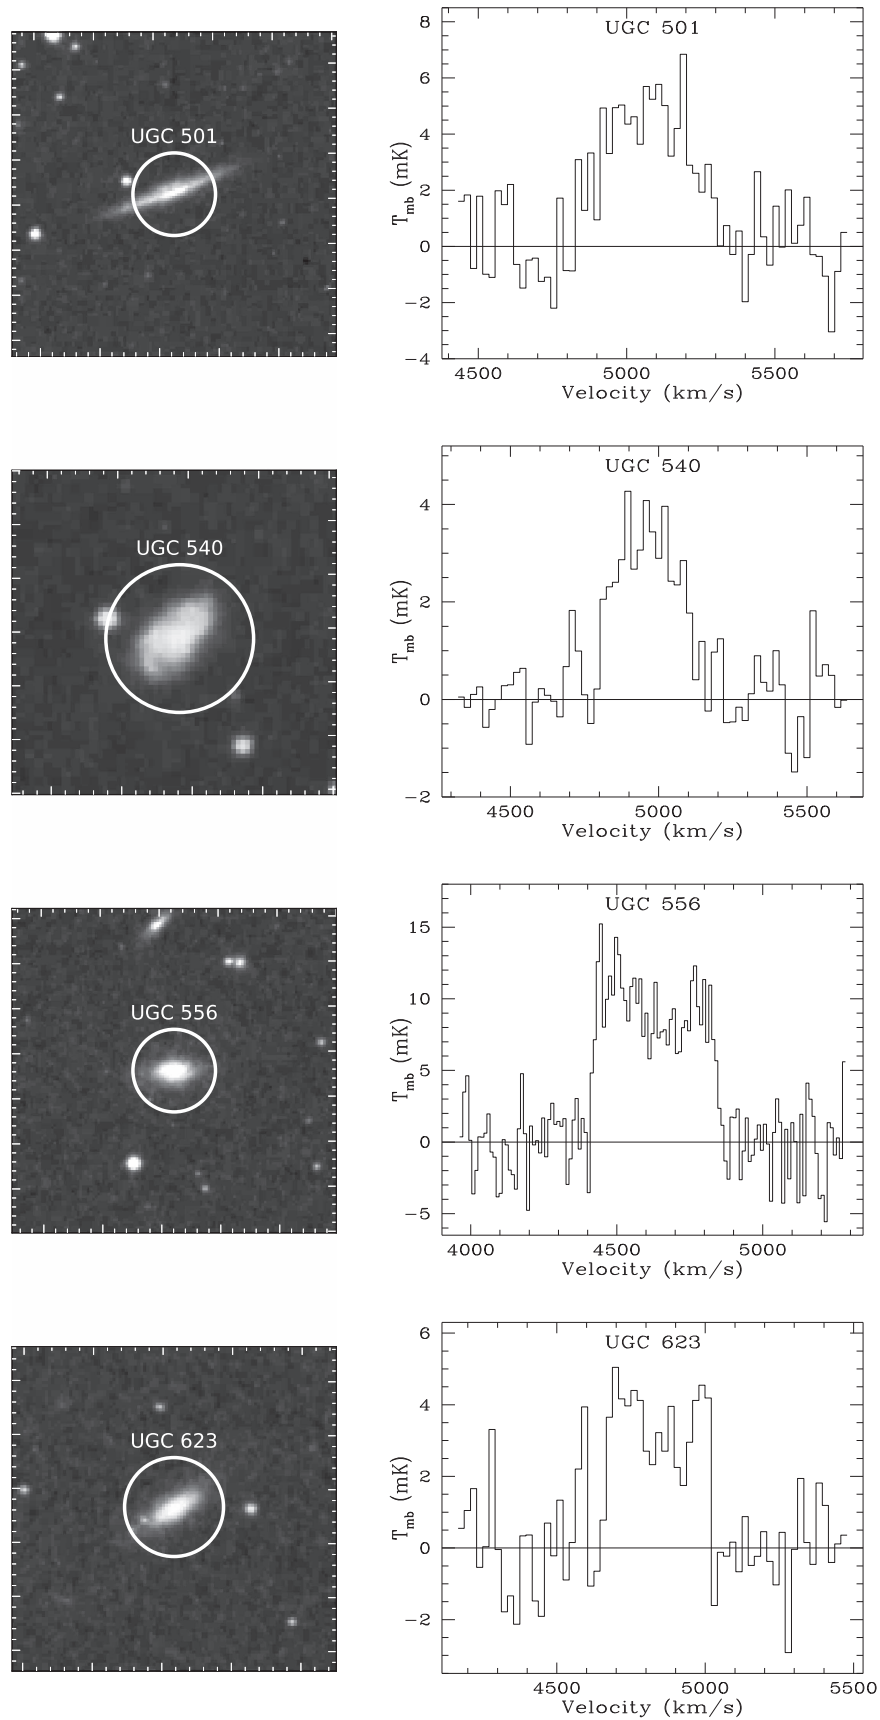 UGC 501
UGC 501
8
6
4
2
0
−2
−4
T_mb (mK)
4500 5000 5500
Velocity (km/s)
UGC 540
UGC 540
4
2
0
−2
T_mb (mK)
4500 5000 5500
Velocity (km/s)
UGC 556
UGC 556
15
10
5
0
−5
T_mb (mK)
4000 4500 5000
Velocity (km/s)
UGC 623
UGC 623
6
4
2
0
−2
T_mb (mK)
4500 5000 5500
Velocity (km/s)